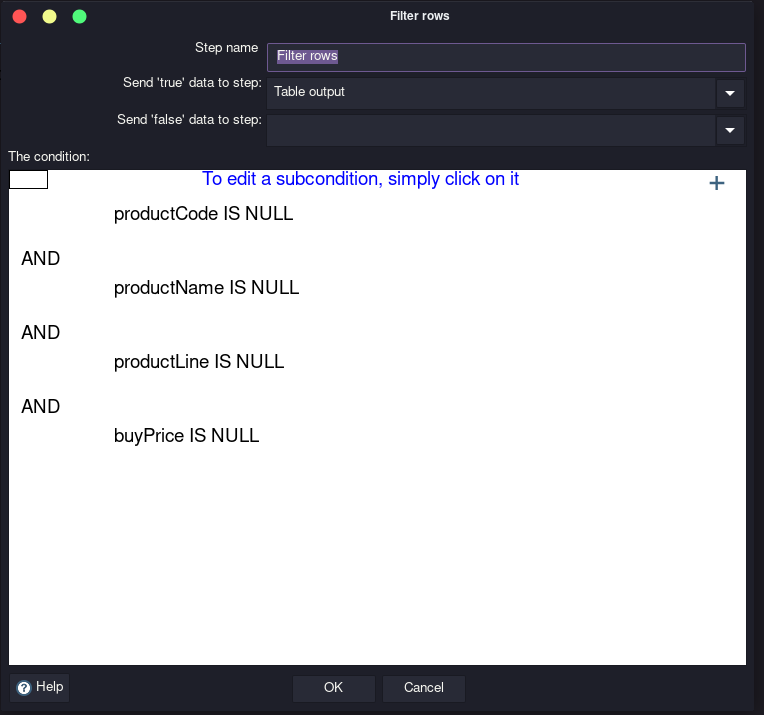 Filter rows
Step name Filter rows
Send 'true' data to step: Table output
Send 'false' data to step:
The condition:
To edit a subcondition, simply click on it
productCode IS NULL
AND
productName IS NULL
AND
productLine IS NULL
AND
buyPrice IS NULL
Help OK Cancel